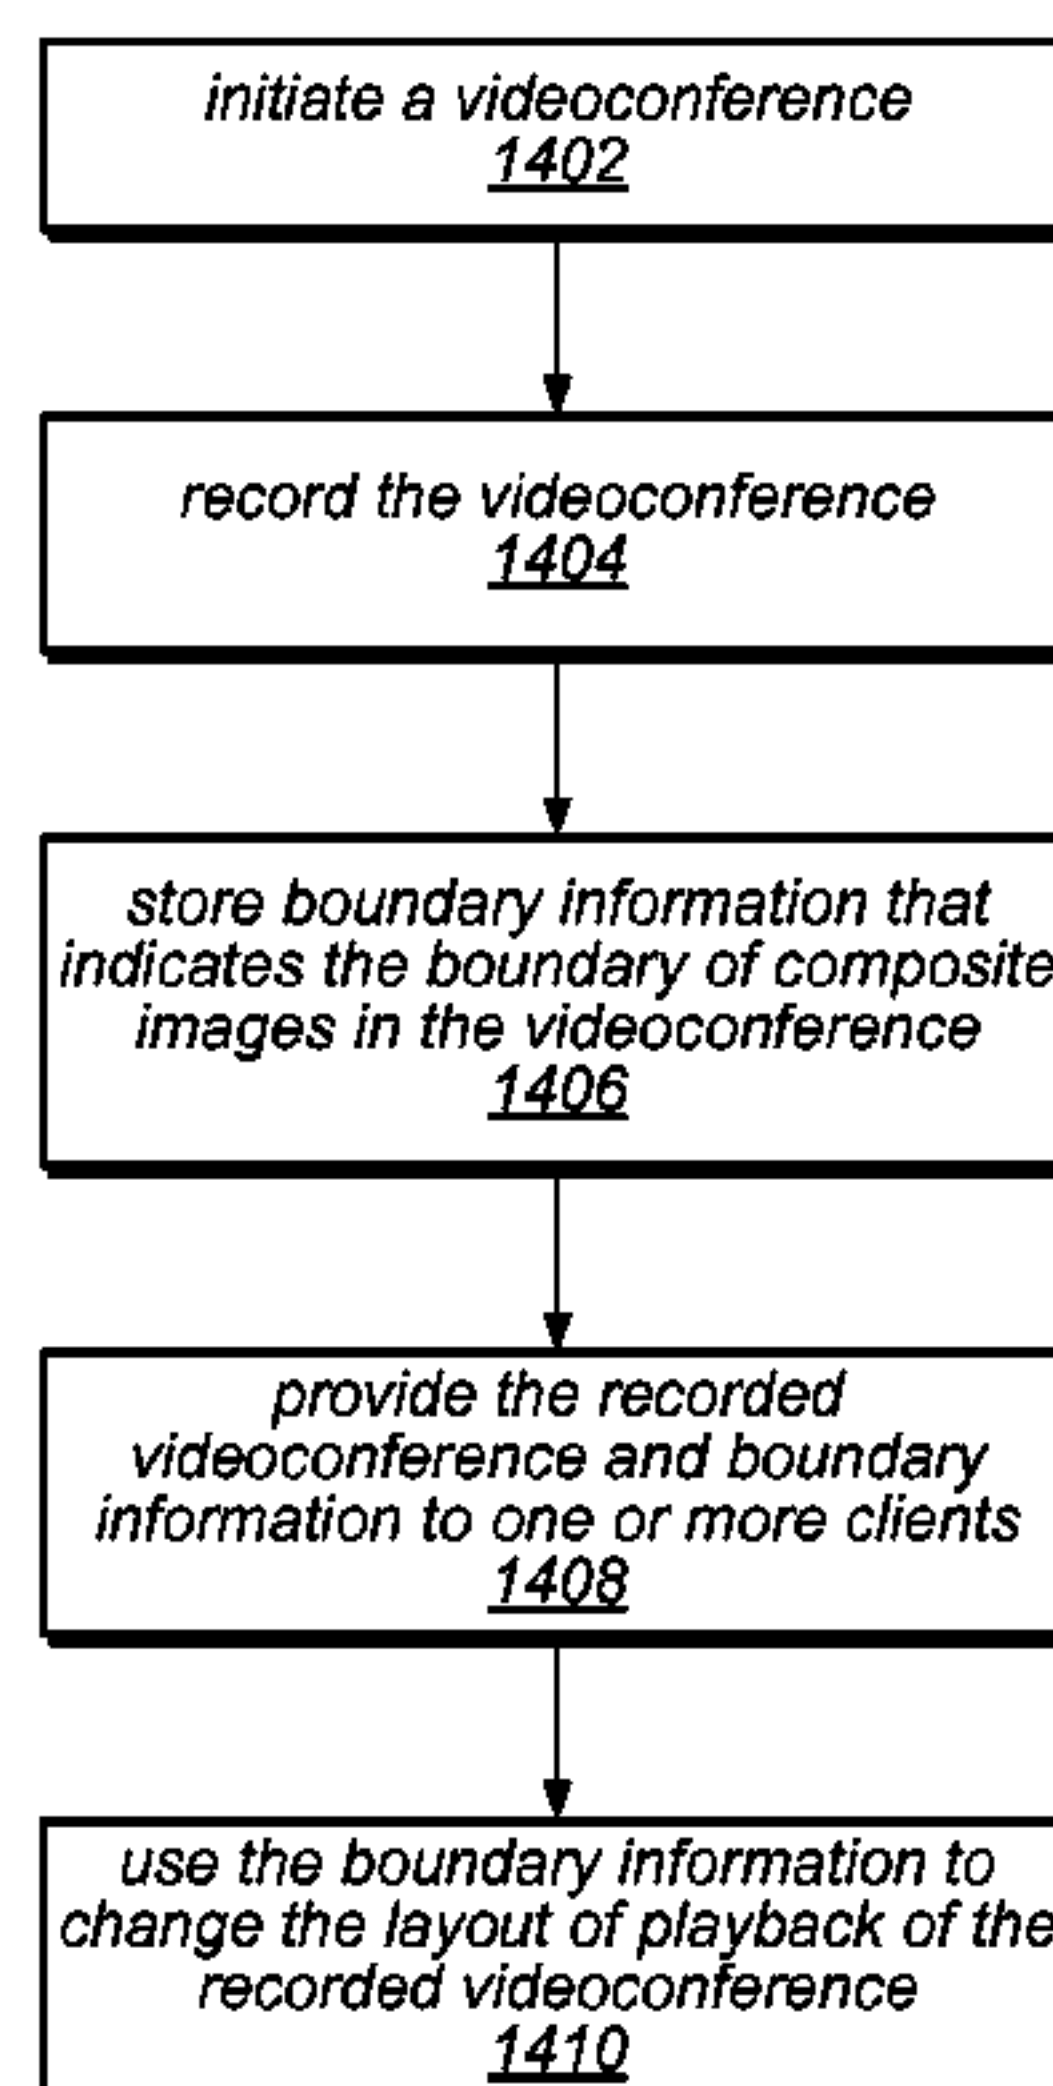 initiate a videoconference
1402
record the videoconference
1404
store boundary information that
indicates the boundary of composite
images in the videoconference
1406
provide the recorded
videoconference and boundary
information to one or more clients
1408
use the boundary information to
change the layout of playback of the
recorded videoconference
1410